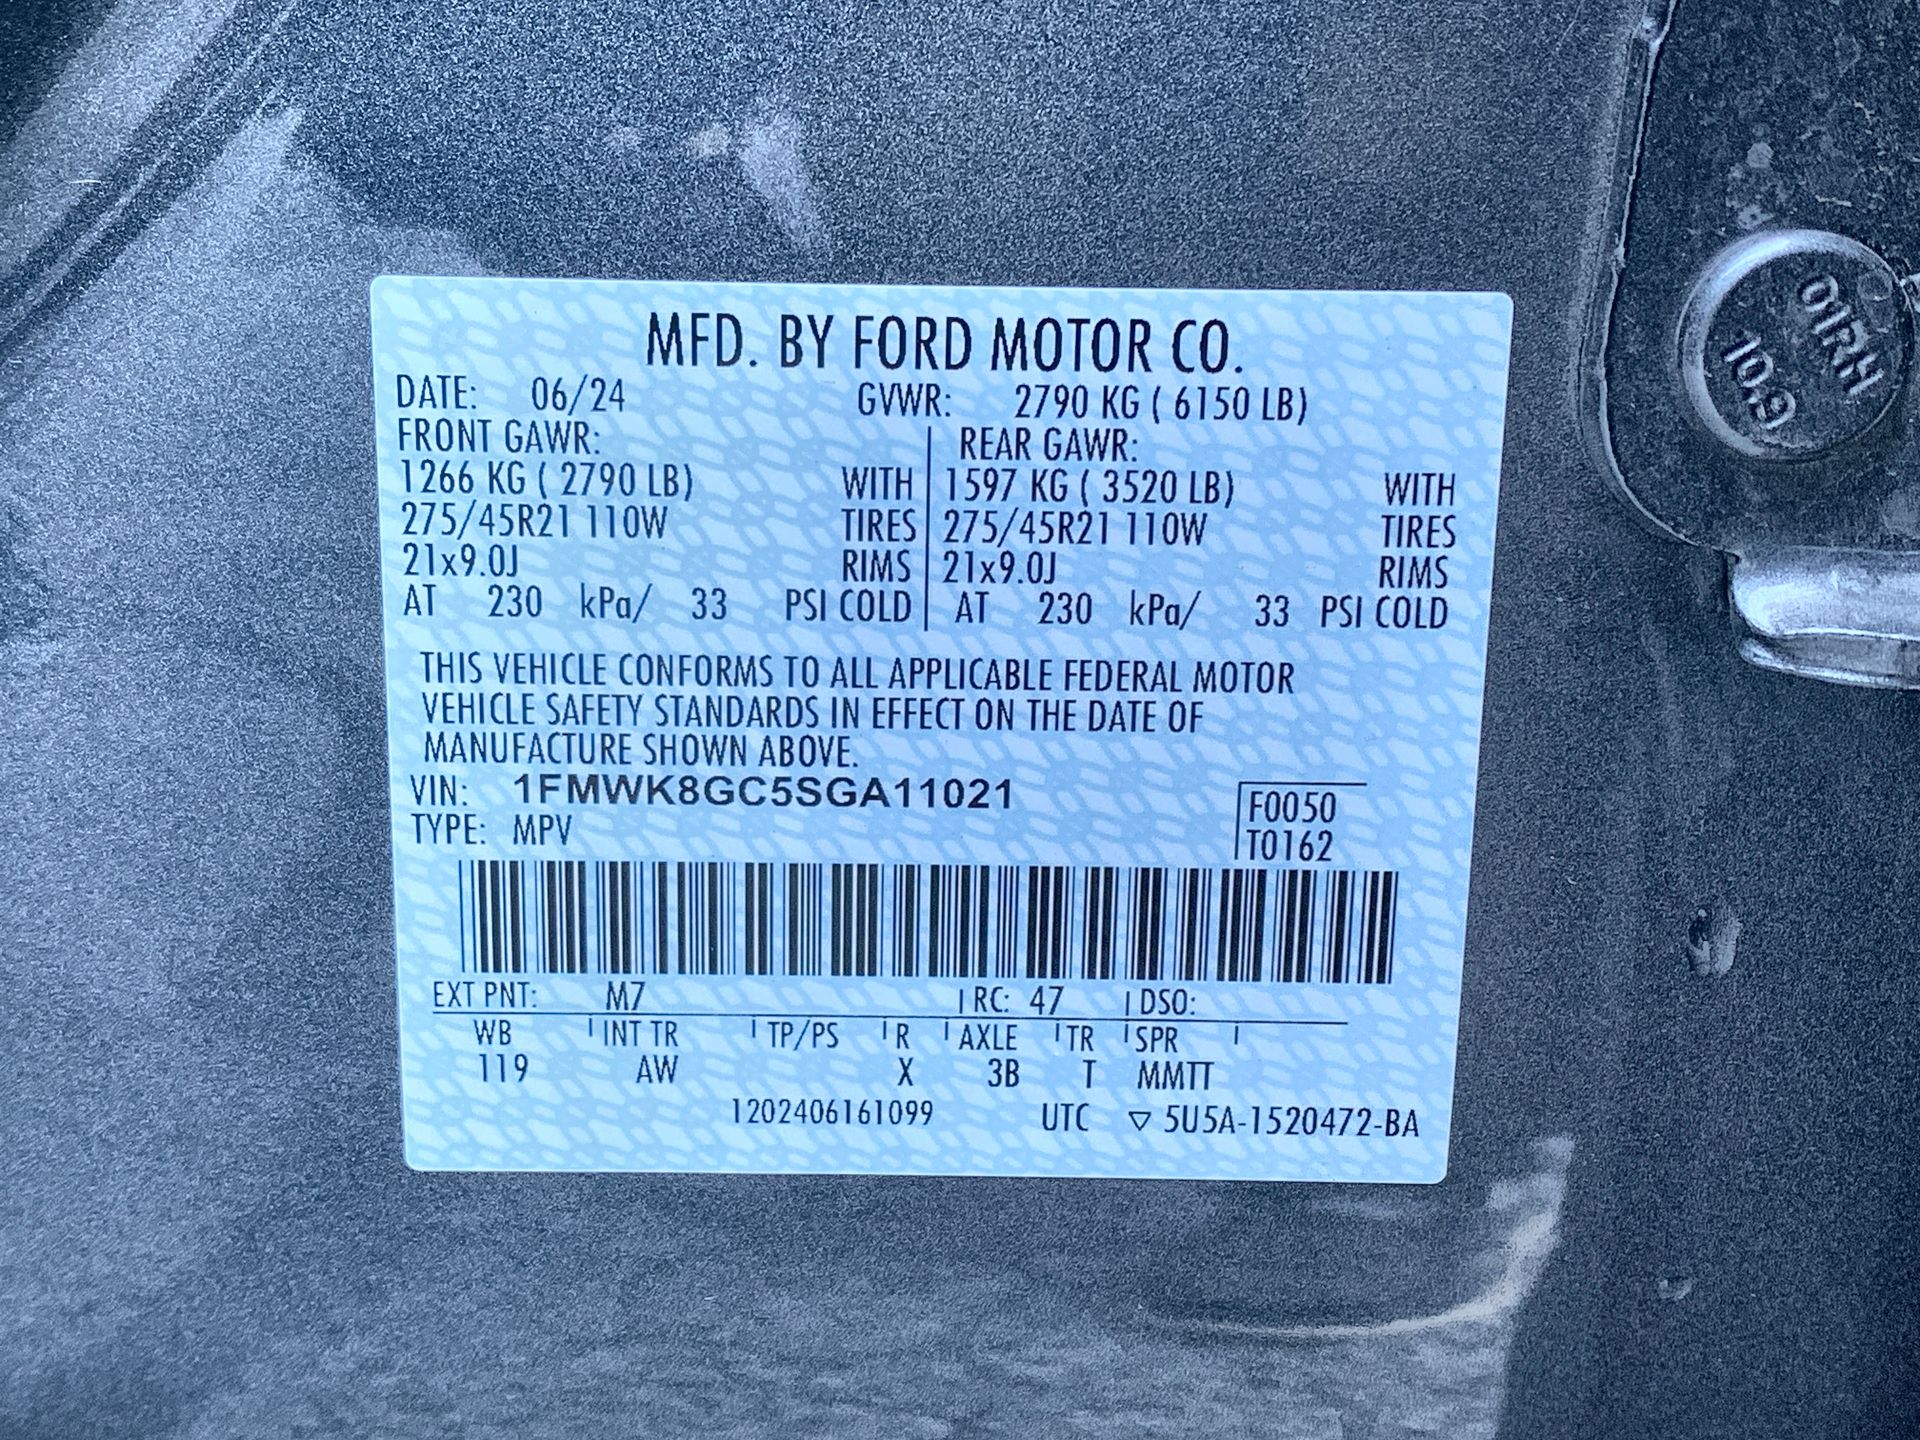 MFD. BY FORD MOTOR CO.
DATE: 06/24 GVWR: 2790 KG ( 6150 LB)
FRONT GAWR: REAR GAWR:
1266 KG ( 2790 LB) WITH 1597 KG ( 3520 LB) WITH
275/45R21 110W TIRES 275/45R21 110W TIRES
21x9.0J RIMS 21x9.0J RIMS
AT 230 kPa/ 33 PSI COLD AT 230 kPa/ 33 PSI COLD
THIS VEHICLE CONFORMS TO ALL APPLICABLE FEDERAL MOTOR
VEHICLE SAFETY STANDARDS IN EFFECT ON THE DATE OF
MANUFACTURE SHOWN ABOVE.
VIN: 1FMWK8GC5SGA11021 F0050
TYPE: MPV T0162
EXT PNT: M7 RC: 47 DSO:
WB INT TR TP/PS R AXLE TR SPR
119 AW X 3B T MMTT
1202406161099 UTC ▽ 5U5A-1520472-BA
10.9